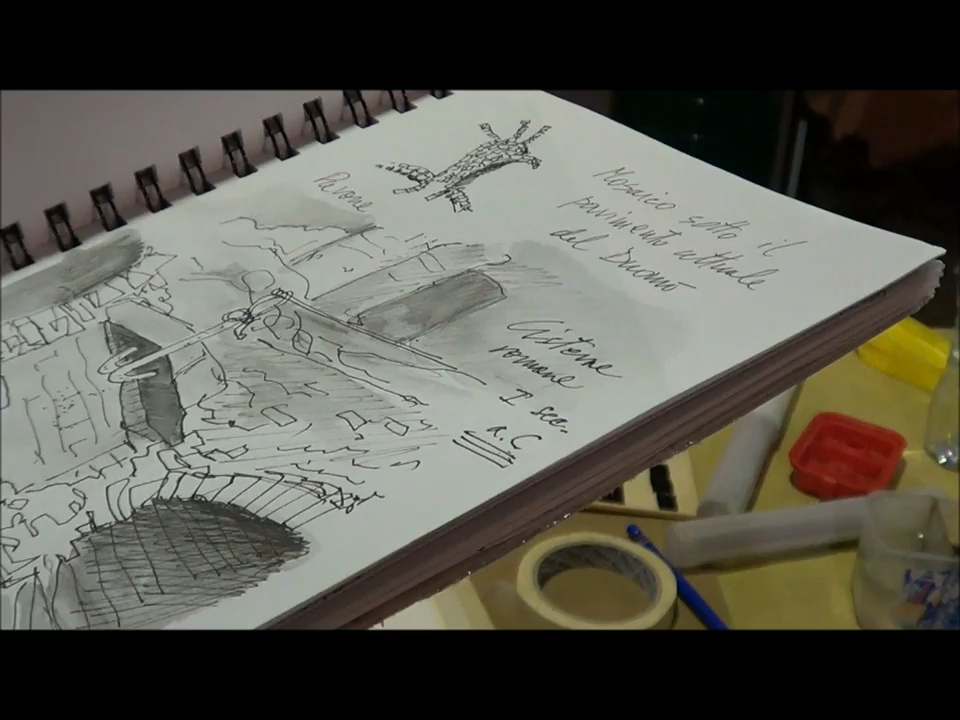 Pavone
Mosaico sotto il
pavimento attuale
del Duomo
Cisterne
romane
I sec.
a.C